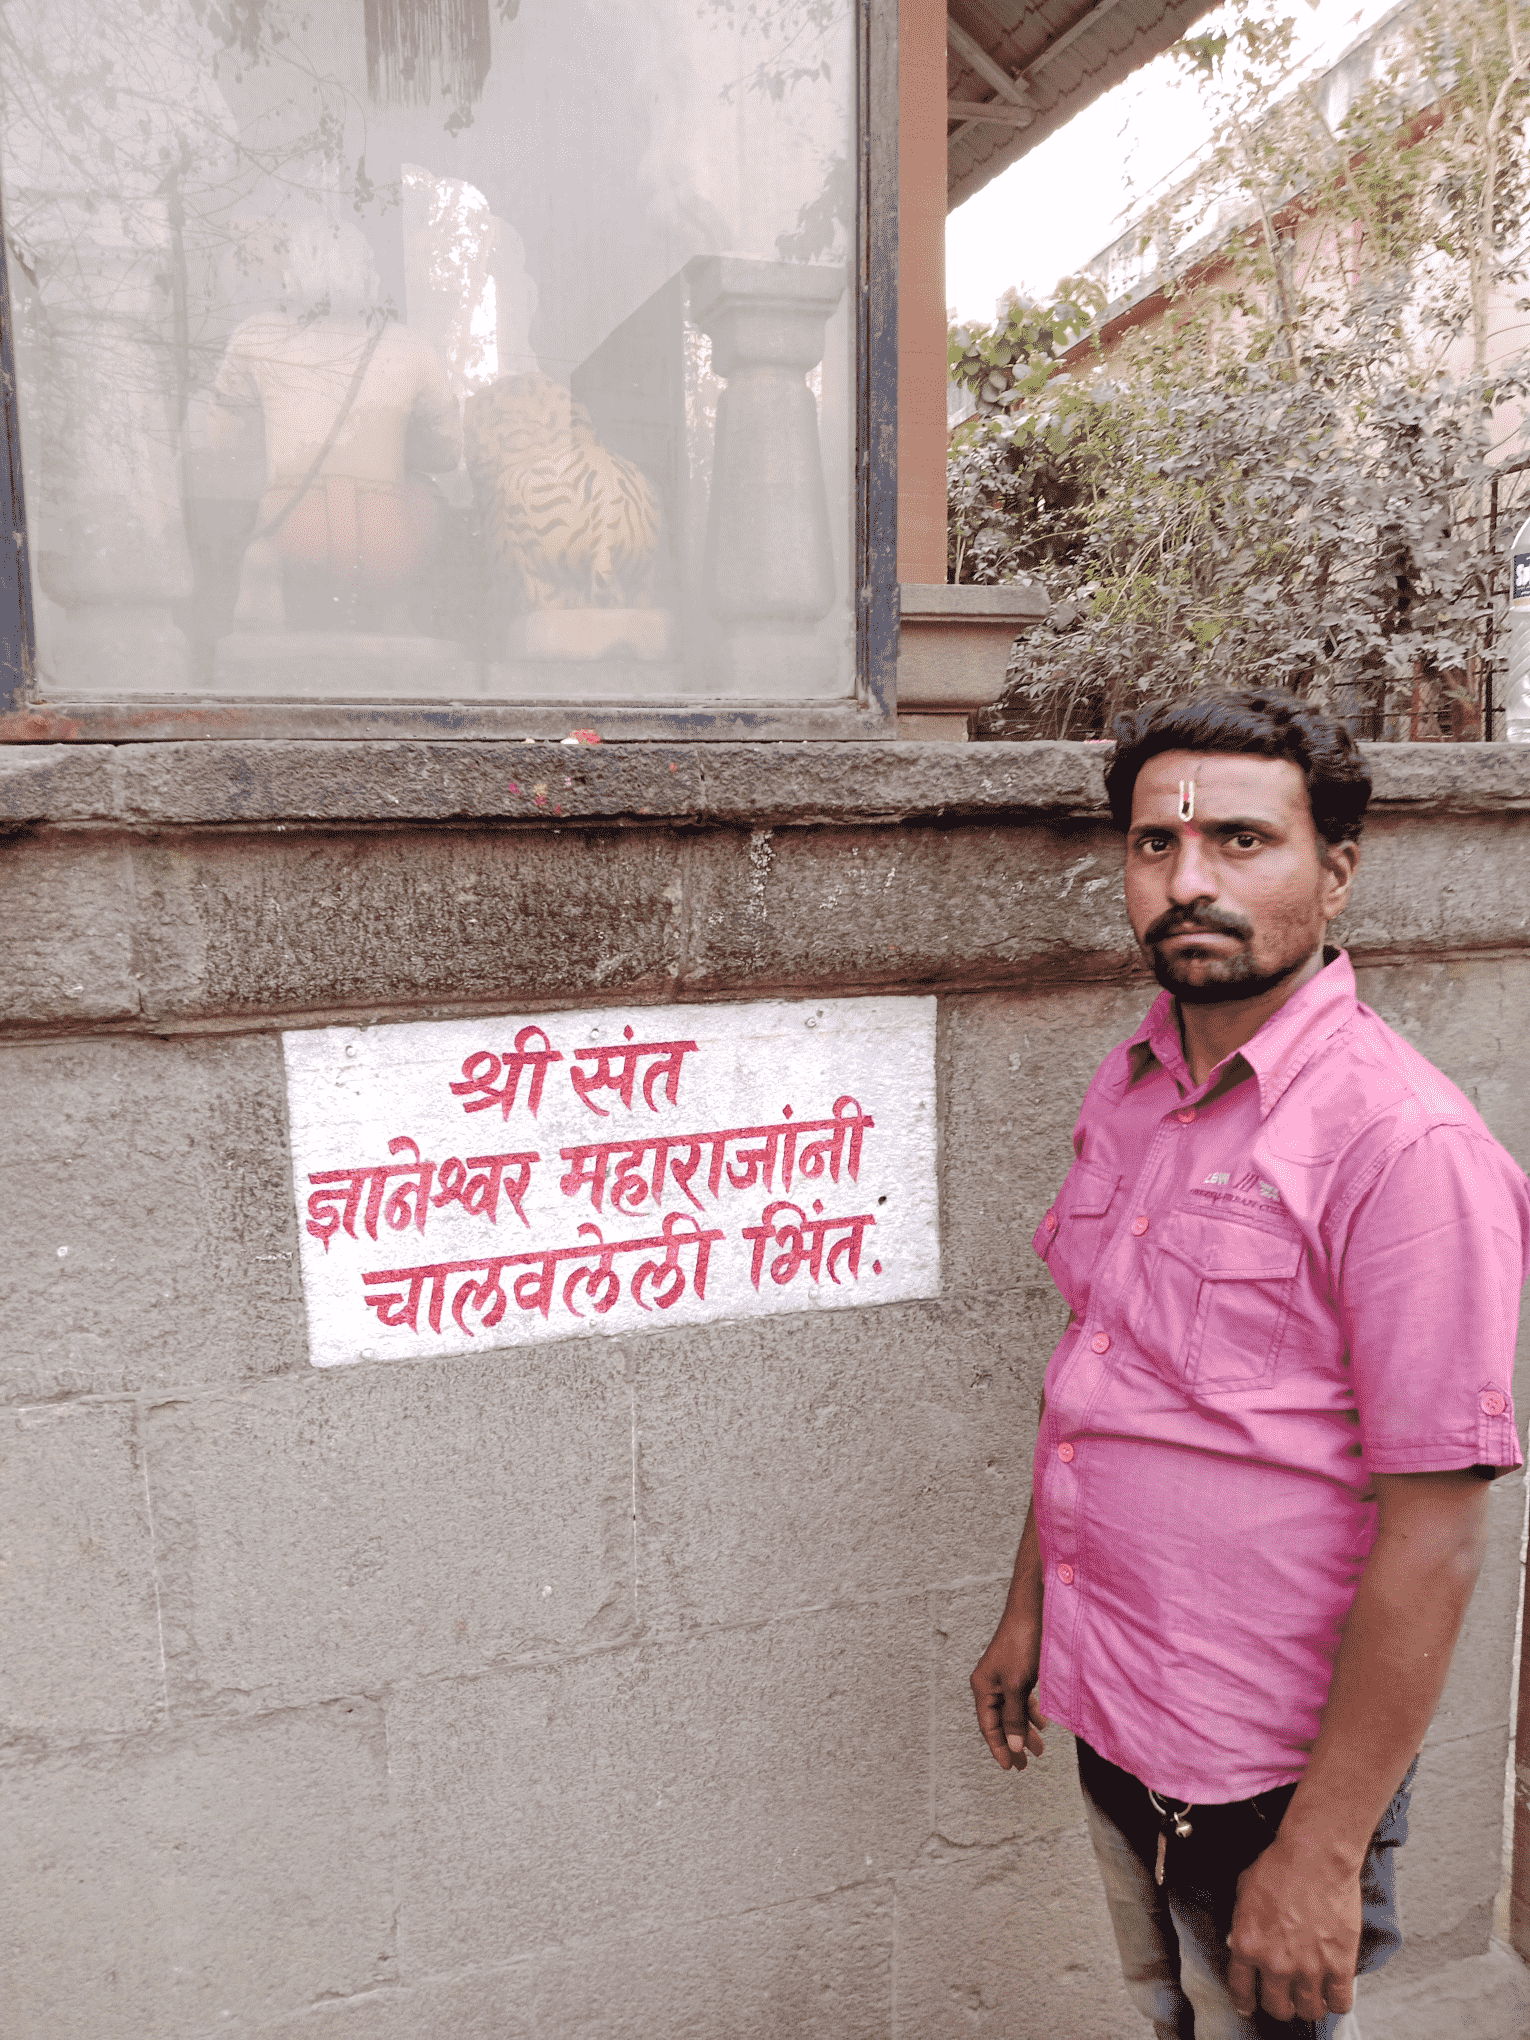 श्री संत
ज्ञानेश्वर महाराजांनी
चालवलेली भिंत.